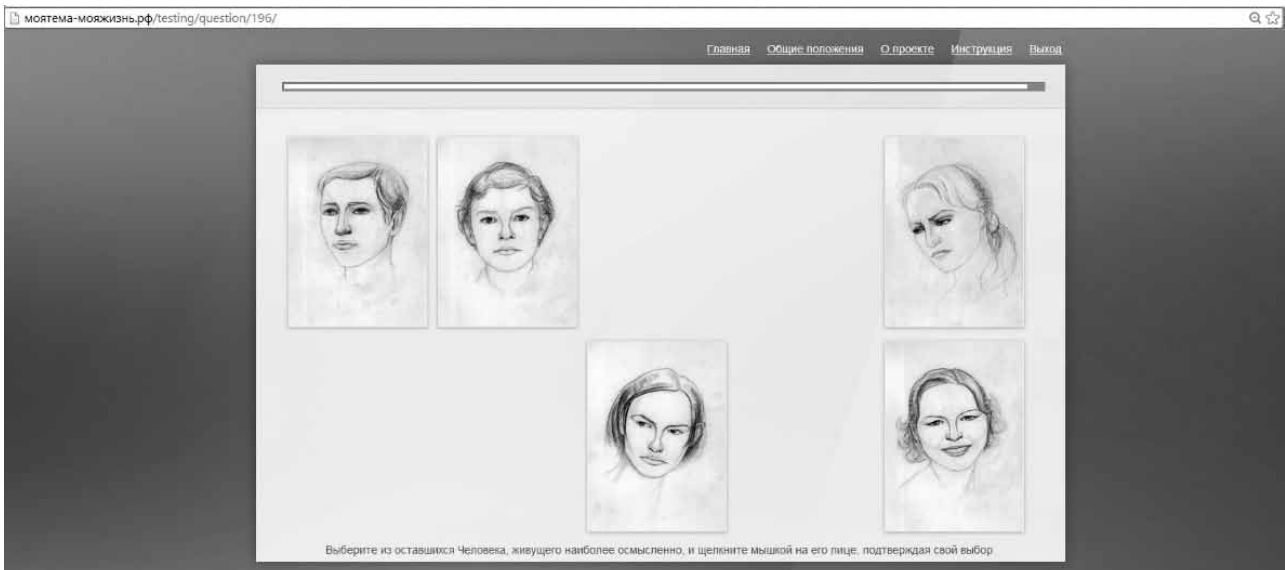 моятема-мояжизнь.рф/testing/question/196/
Главная Общие положения О проекте Инструкция Выход
Выберите из оставшихся Человека, живущего наиболее осмысленно, и щелкните мышкой на его лице, подтверждая свой выбор